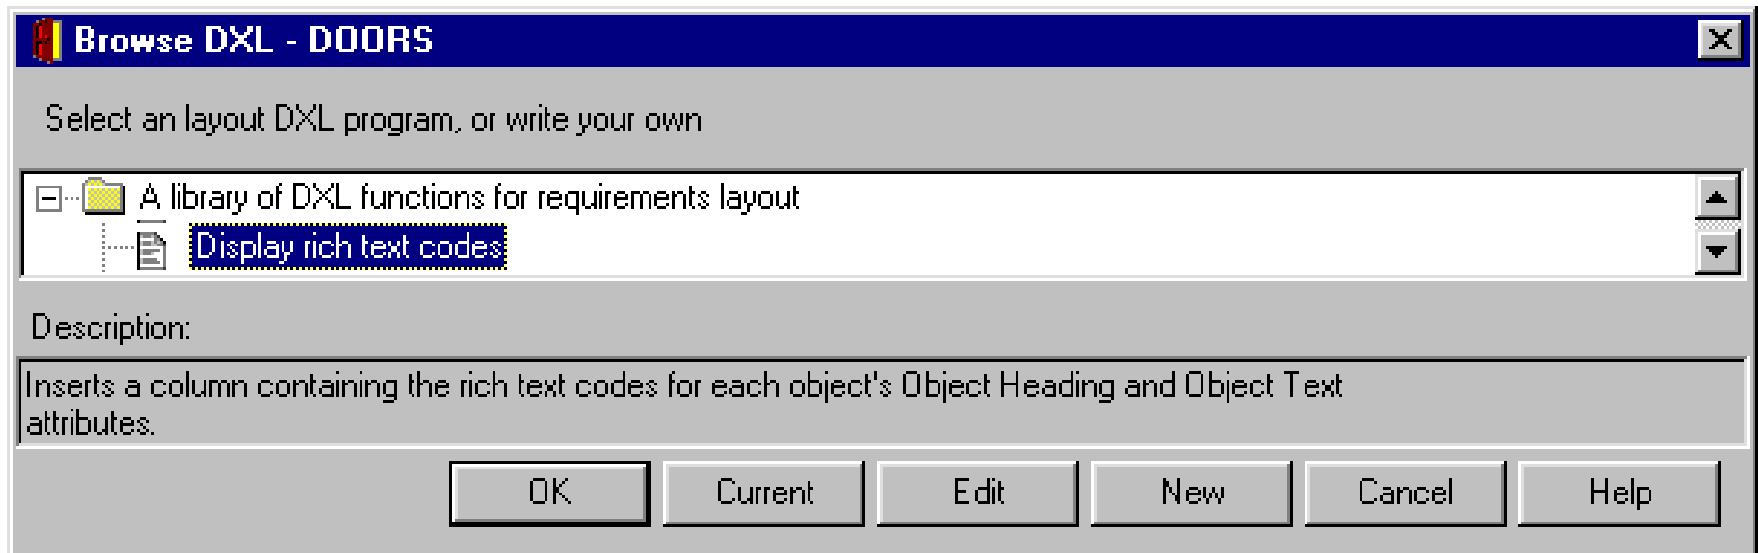 Browse DXL - DOORS
Select an layout DXL program, or write your own
A library of DXL functions for requirements layout
Display rich text codes
Description:
Inserts a column containing the rich text codes for each object's Object Heading and Object Text
attributes.
OK Current Edit New Cancel Help